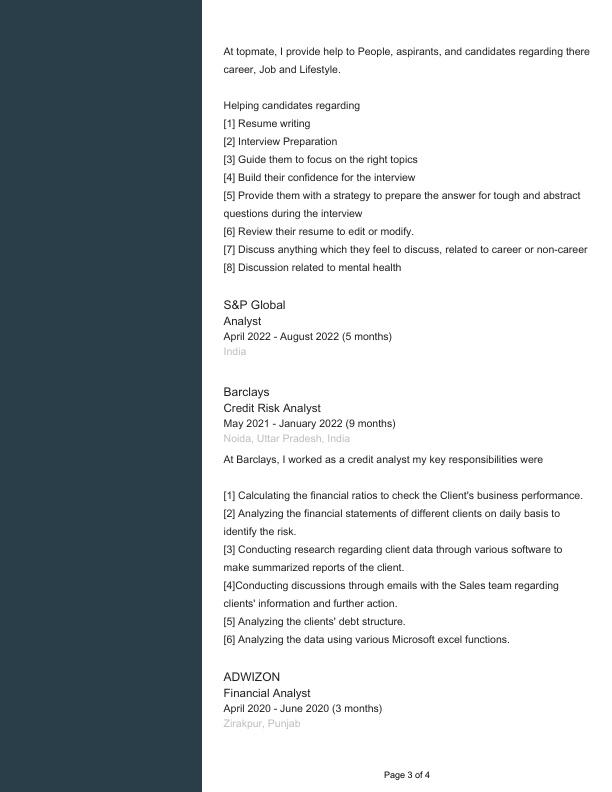 At topmate, I provide help to People, aspirants, and candidates regarding there
career, Job and Lifestyle.
Helping candidates regarding
[1] Resume writing
[2] Interview Preparation
[3] Guide them to focus on the right topics
[4] Build their confidence for the interview
[5] Provide them with a strategy to prepare the answer for tough and abstract
questions during the interview
[6] Review their resume to edit or modify.
[7] Discuss anything which they feel to discuss, related to career or non-career
[8] Discussion related to mental health
S&P Global
Analyst
April 2022 - August 2022 (5 months)
India
Barclays
Credit Risk Analyst
May 2021 - January 2022 (9 months)
Noida, Uttar Pradesh, India
At Barclays, I worked as a credit analyst my key responsibilities were
[1] Calculating the financial ratios to check the Client's business performance.
[2] Analyzing the financial statements of different clients on daily basis to
identify the risk.
[3] Conducting research regarding client data through various software to
make summarized reports of the client.
[4]Conducting discussions through emails with the Sales team regarding
clients' information and further action.
[5] Analyzing the clients' debt structure.
[6] Analyzing the data using various Microsoft excel functions.
ADWIZON
Financial Analyst
April 2020 - June 2020 (3 months)
Zirakpur, Punjab
Page 3 of 4